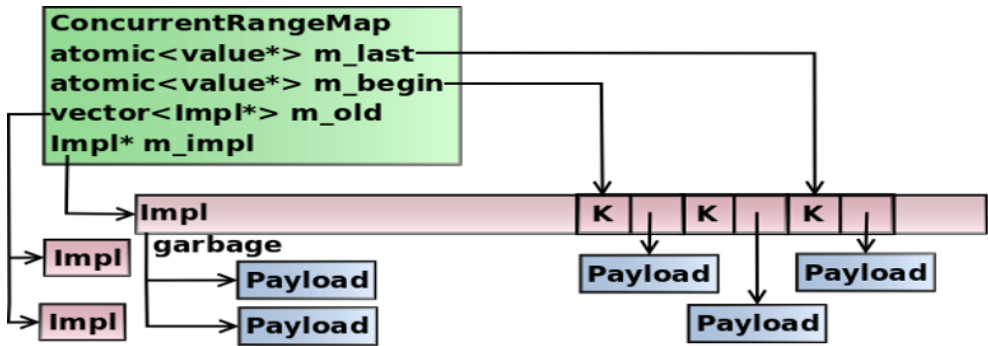 ConcurrentRangeMap
atomic<value*> m_last
atomic<value*> m_begin
vector<Impl*> m_old
Impl* m_impl
Impl K K K
garbage
Impl Payload Payload Payload
Impl Payload Payload